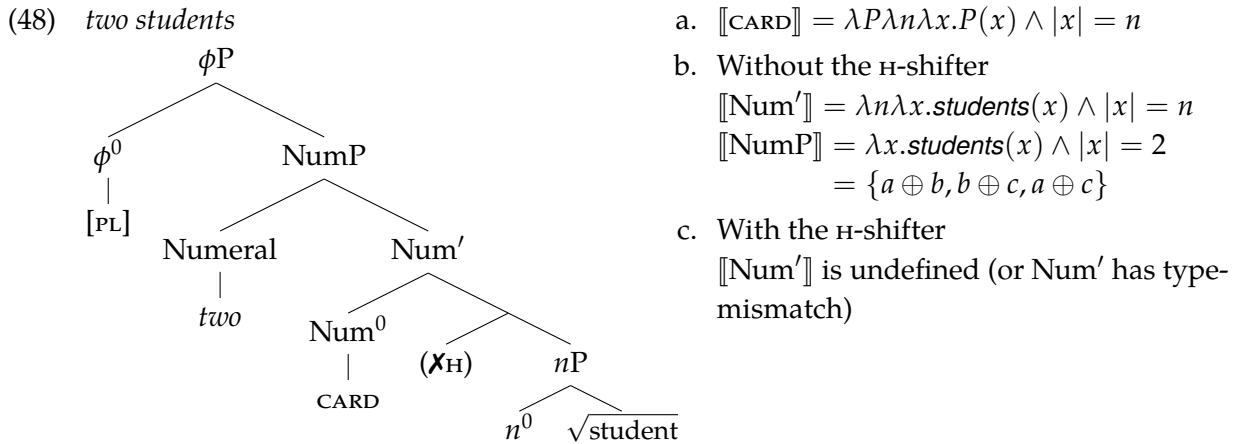 (48) two students
ϕP
ϕ⁰ NumP
[PL]
Numeral Num′
two
Num⁰
CARD
(✗H) nP
n⁰ √student
a. ⟦CARD⟧ = λPλnλx.P(x) ∧ |x| = n
b. Without the H-shifter
⟦Num′⟧ = λnλx.students(x) ∧ |x| = n
⟦NumP⟧ = λx.students(x) ∧ |x| = 2
= {a ⊕ b, b ⊕ c, a ⊕ c}
c. With the H-shifter
⟦Num′⟧ is undefined (or Num′ has type-
mismatch)